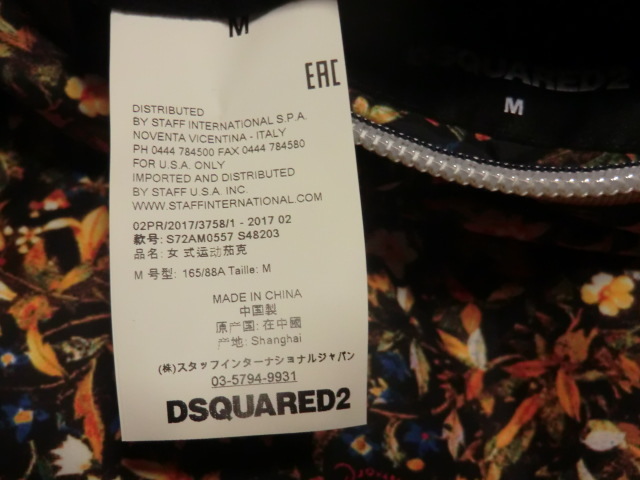 M
EAC
DISTRIBUTED
BY STAFF INTERNATIONAL S.P.A.
NOVENTA VICENTINA - ITALY
PH 0444 784500 FAX 0444 784580
FOR U.S.A. ONLY
IMPORTED AND DISTRIBUTED
BY STAFF U.S.A. INC.
WWW.STAFFINTERNATIONAL.COM
02PR/2017/3758/1 - 2017 02
款号: S72AM0557 S48203
品名: 女 式运动茄克
M 号型: 165/88A Taille: M
MADE IN CHINA
中国製
原产国: 在中國
产地: Shanghai
(株)スタッフインターナショナルジャパン
03-5794-9931
DSQUARED2
DSQUARED2
M